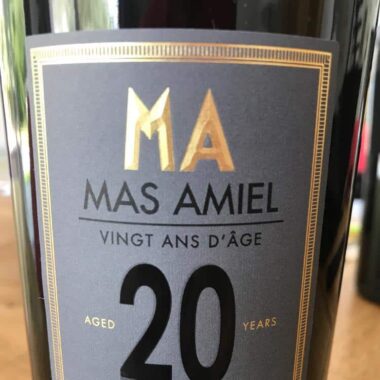 MA
MAS AMIEL
VINGT ANS D'ÂGE
AGED 20 YEARS